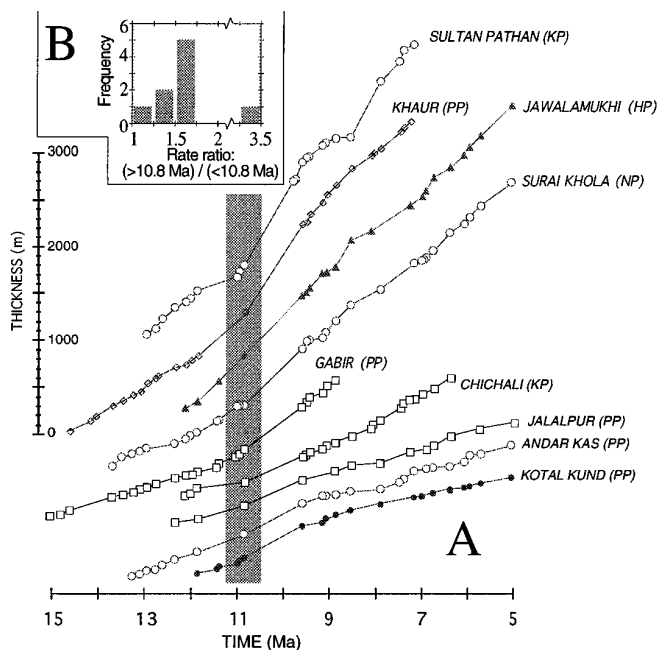 B
Frequency
6
4
2
0
1 1.5 2 3.5
Rate ratio:
(>10.8 Ma) / (<10.8 Ma)
SULTAN PATHAN (KP)
KHAUR (PP)
JAWALAMUKHI (HP)
SURAI KHOLA (NP)
GABIR (PP)
CHICHALI (KP)
JALALPUR (PP)
ANDAR KAS (PP)
KOTAL KUND (PP)
THICKNESS (m)
3000
2000
1000
0
A
15 13 11 9 7 5
TIME (Ma)